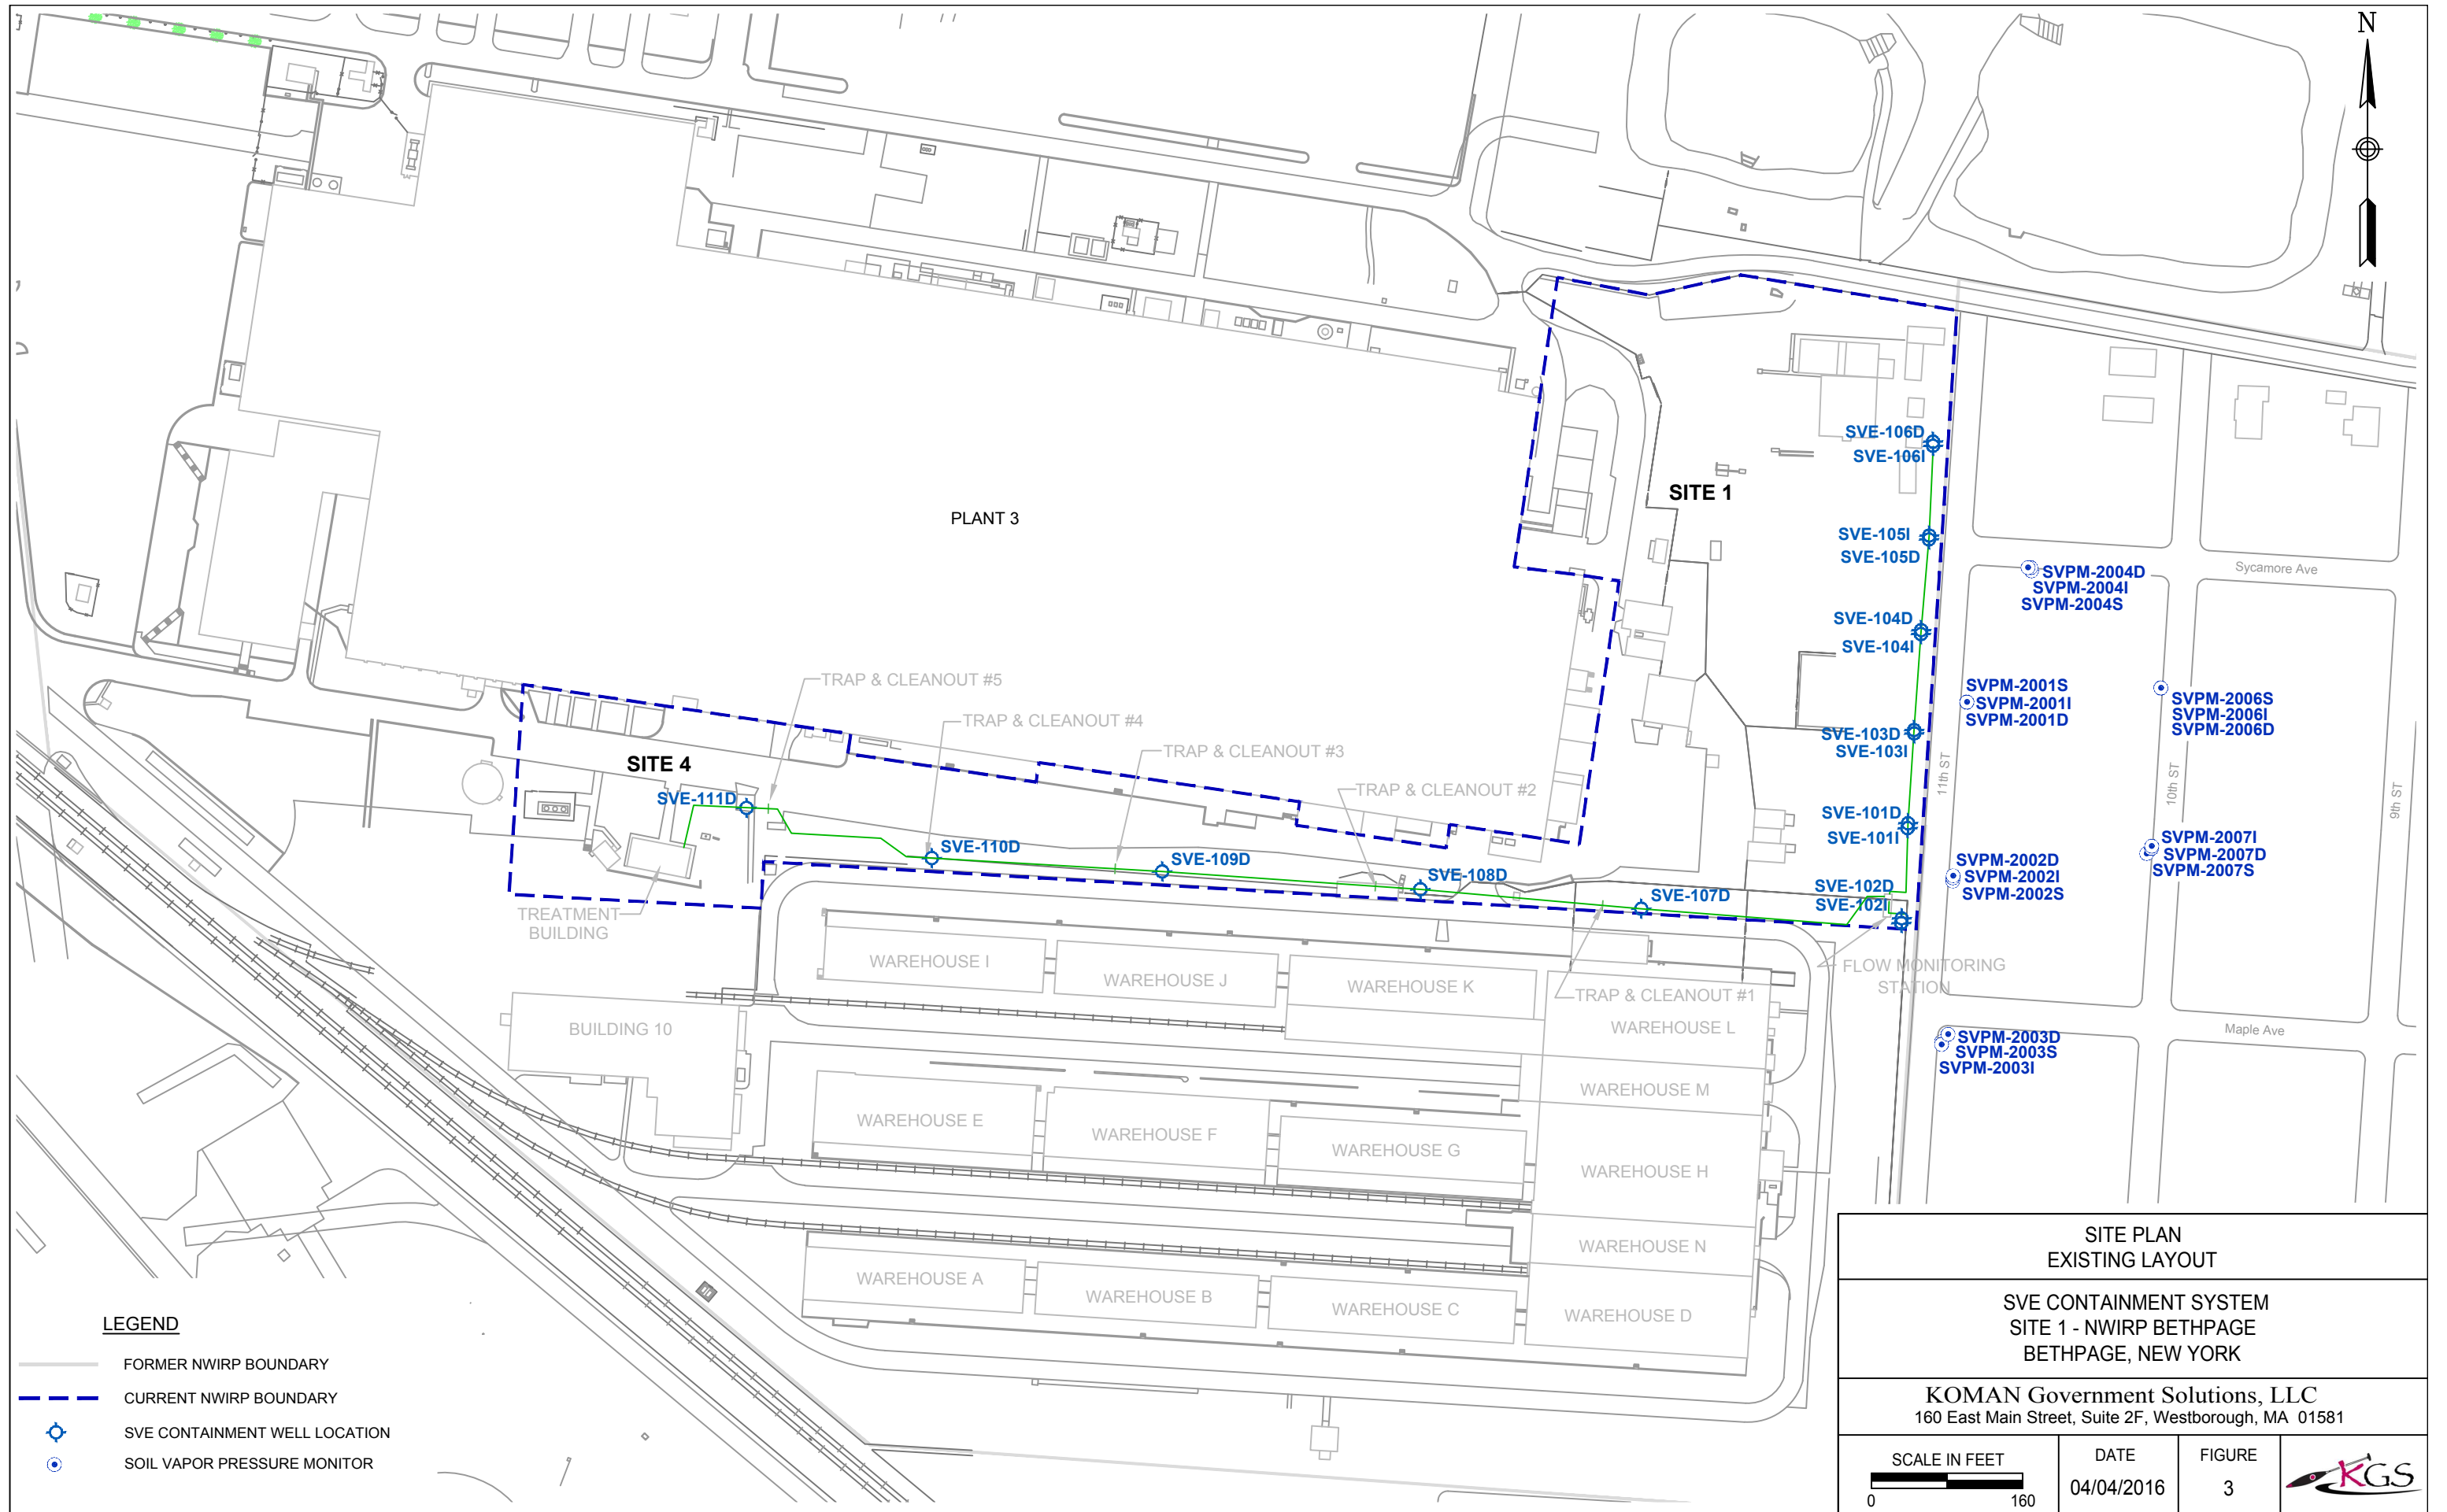 N
PLANT 3
SITE 1
SVE-106D
SVE-106I
SVE-105I
SVE-105D
SVE-104D
SVE-104I
SVE-103D
SVE-103I
SVE-101D
SVE-101I
SVE-102D
SVE-102I
Sycamore Ave
SVPM-2004D
SVPM-2004I
SVPM-2004S
SVPM-2001S
SVPM-2001I
SVPM-2001D
SVPM-2006S
SVPM-2006I
SVPM-2006D
11th ST
10th ST
9th ST
SVPM-2007I
SVPM-2007D
SVPM-2007S
SVPM-2002D
SVPM-2002I
SVPM-2002S
FLOW MONITORING
STATION
Maple Ave
SVPM-2003D
SVPM-2003S
SVPM-2003I
TRAP & CLEANOUT #5
TRAP & CLEANOUT #4
TRAP & CLEANOUT #3
TRAP & CLEANOUT #2
SITE 4
SVE-111D
SVE-110D
SVE-109D
SVE-108D
SVE-107D
TREATMENT
BUILDING
WAREHOUSE I
WAREHOUSE J
WAREHOUSE K
TRAP & CLEANOUT #1
WAREHOUSE L
BUILDING 10
WAREHOUSE M
WAREHOUSE E
WAREHOUSE F
WAREHOUSE G
WAREHOUSE H
WAREHOUSE N
WAREHOUSE A
WAREHOUSE B
WAREHOUSE C
WAREHOUSE D
LEGEND
FORMER NWIRP BOUNDARY
CURRENT NWIRP BOUNDARY
SVE CONTAINMENT WELL LOCATION
SOIL VAPOR PRESSURE MONITOR
SITE PLAN
EXISTING LAYOUT
SVE CONTAINMENT SYSTEM
SITE 1 - NWIRP BETHPAGE
BETHPAGE, NEW YORK
KOMAN Government Solutions, LLC
160 East Main Street, Suite 2F, Westborough, MA 01581
SCALE IN FEET
0 160
DATE
04/04/2016
FIGURE
3
KGS